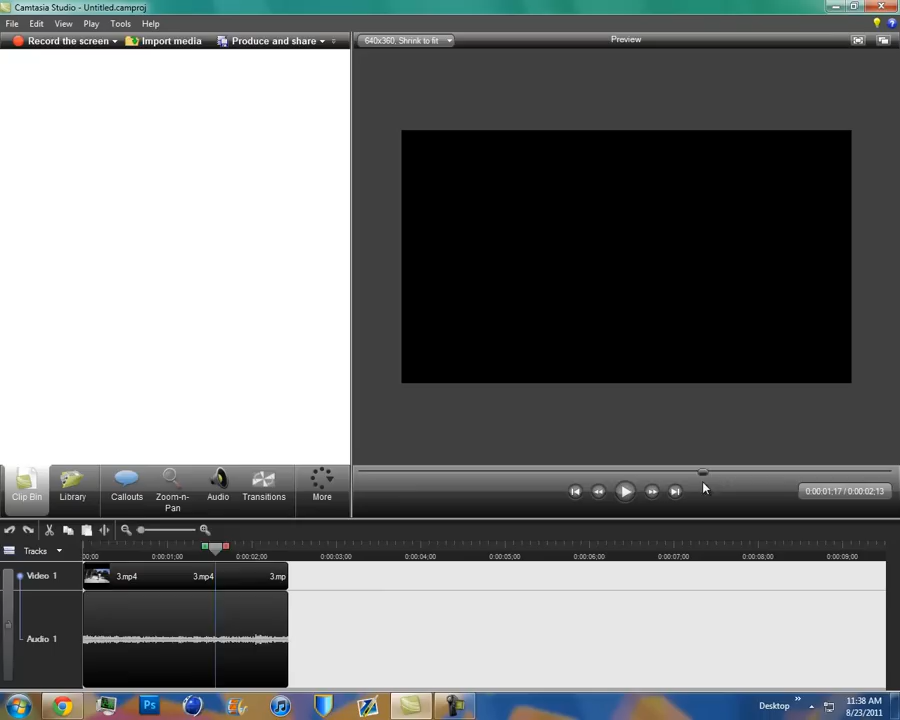 Camtasia Studio - Untitled.camproj
File Edit View Play Tools Help
Record the screen Import media Produce and share
640x360, Shrink to fit Preview
0:00:01;17 / 0:00:02;13
Clip Bin Library Callouts Zoom-n-Pan Audio Transitions More
Tracks
00:00 0:00:01;00 0:00:02;00 0:00:03;00 0:00:04;00 0:00:05;00 0:00:06;00 0:00:07;00 0:00:08;00 0:00:09;00
Video 1 3.mp4 3.mp4 3.mp
Audio 1
Ps
Desktop » 11:38 AM
8/23/2011